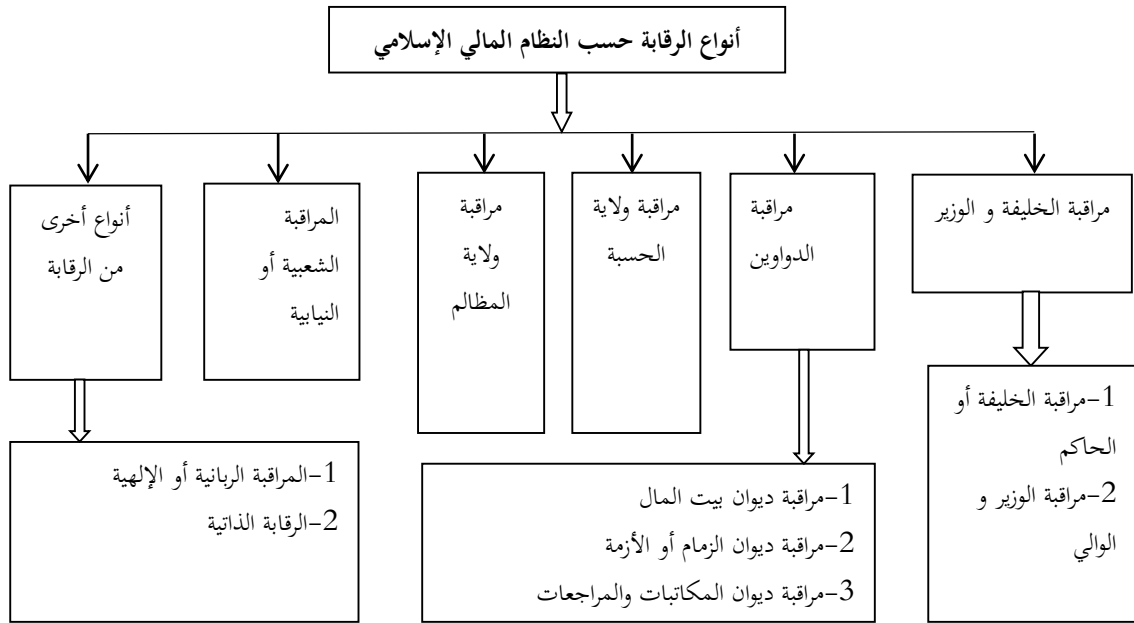 أنواع الرقابة حسب النظام المالي الإسلامي
مراقبة الخليفة و الوزير
مراقبة
الدواوين
مراقبة ولاية
الحسبة
مراقبة
ولاية
المظالم
المراقبة
الشعبية أو
النيابية
أنواع أخرى
من الرقابة
1-مراقبة الخليفة أو
الحاكم
2-مراقبة الوزير و
الوالي
1-مراقبة ديوان بيت المال
2-مراقبة ديوان الزمام أو الأزمة
3-مراقبة ديوان المكاتبات والمراجعات
1-المراقبة الربانية أو الإلهية
2-الرقابة الذاتية